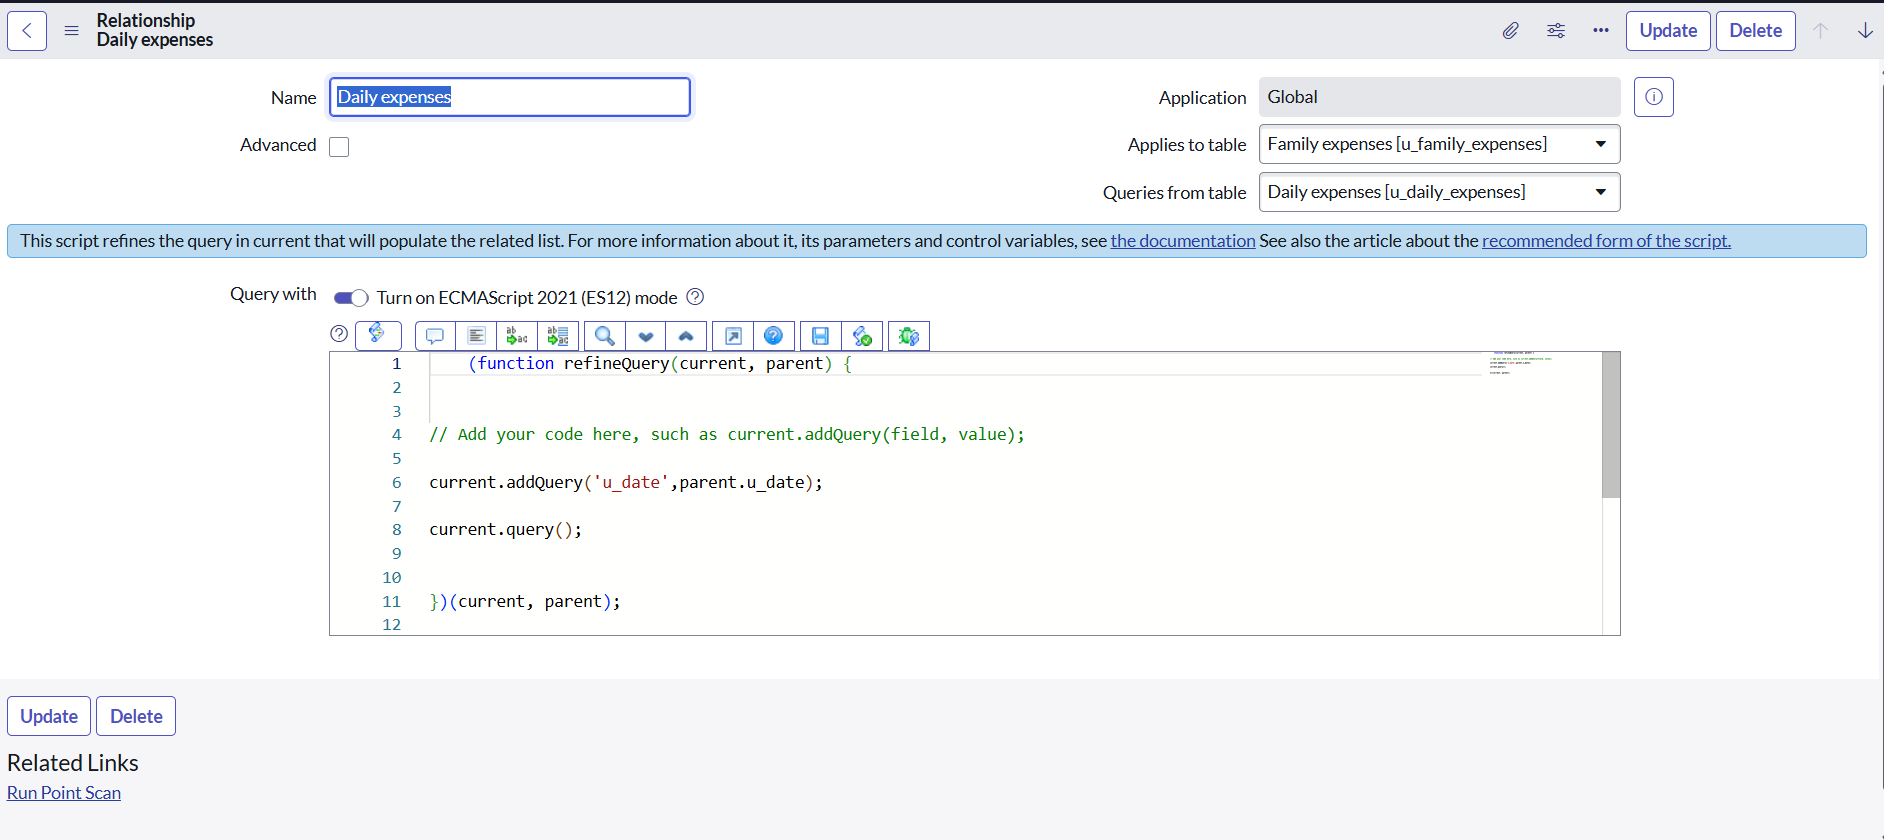 Relationship
Daily expenses
Update
Delete
Name
Daily expenses
Application
Global
Advanced
Applies to table
Family expenses [u_family_expenses]
Queries from table
Daily expenses [u_daily_expenses]
This script refines the query in current that will populate the related list. For more information about it, its parameters and control variables, see the documentation See also the article about the recommended form of the script.
Query with
Turn on ECMAScript 2021 (ES12) mode
1 (function refineQuery(current, parent) {
2
3
4 // Add your code here, such as current.addQuery(field, value);
5
6 current.addQuery('u_date',parent.u_date);
7
8 current.query();
9
10
11 })(current, parent);
12
Update
Delete
Related Links
Run Point Scan